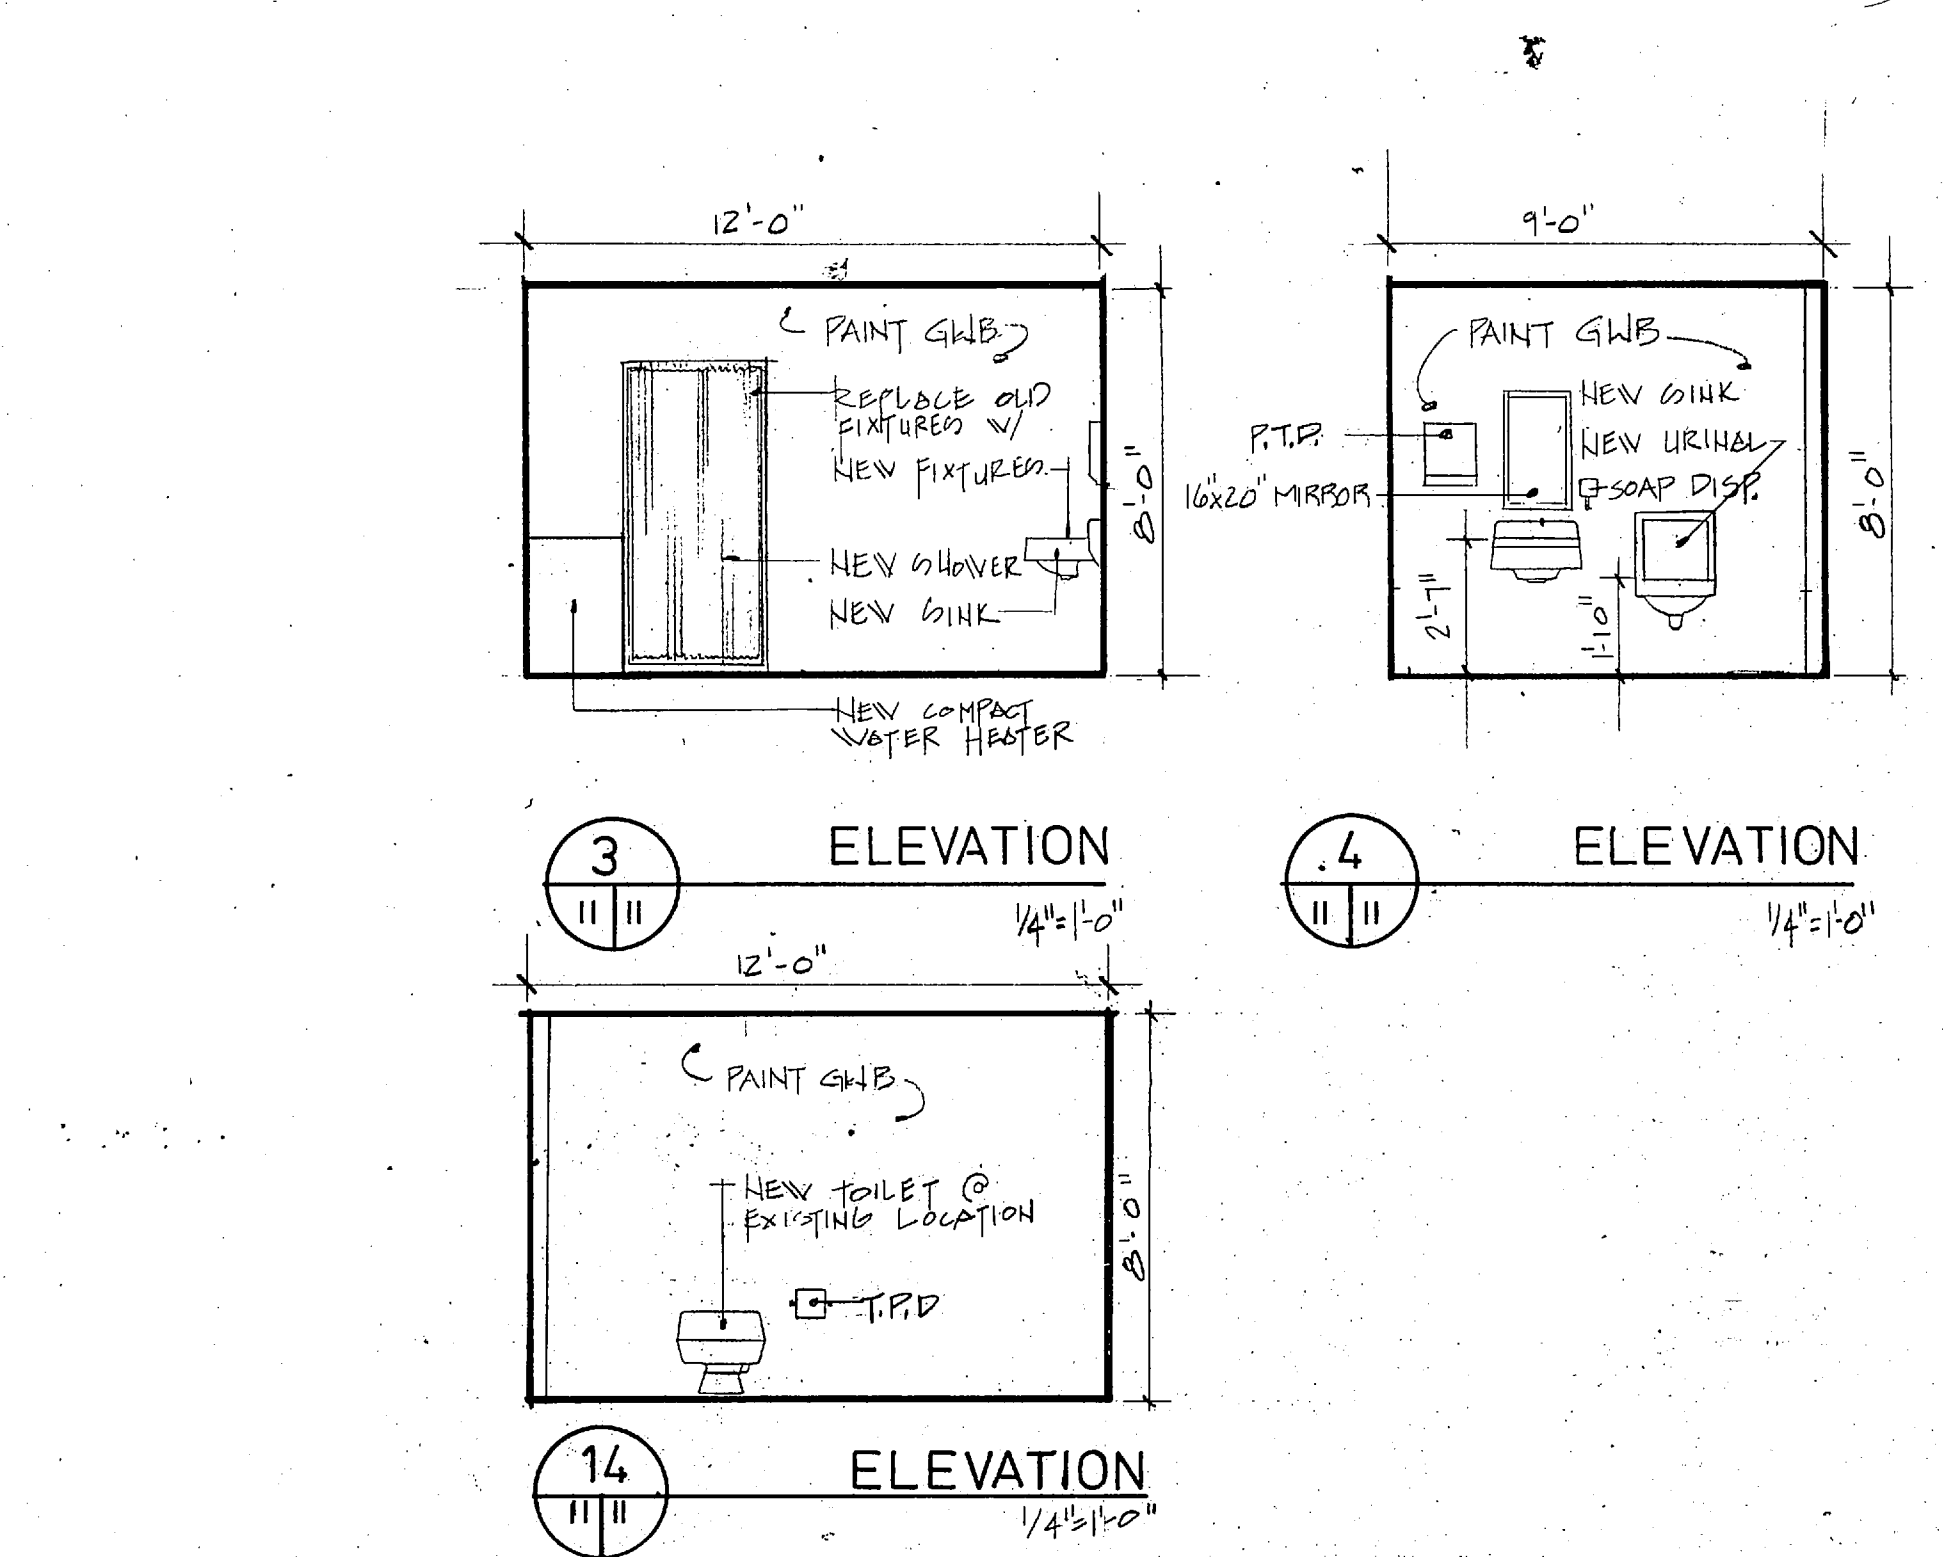 12'-0"
PAINT GWB
REPLACE OLD
FIXTURES W/
NEW FIXTURES
NEW SHOWER
NEW SINK
8'-0"
NEW COMPACT
WATER HEATER
3
11 11
ELEVATION
1/4"=1'-0"
9'-0"
PAINT GWB
NEW SINK
P.T.D.
NEW URINAL
16"x20" MIRROR
SOAP DISP.
2'-7"
1'-10"
8'-0"
4
11 11
ELEVATION
1/4"=1'-0"
12'-0"
PAINT GWB
NEW TOILET @
EXISTING LOCATION
T.P.D
8'-0"
14
11 11
ELEVATION
1/4"=1'-0"